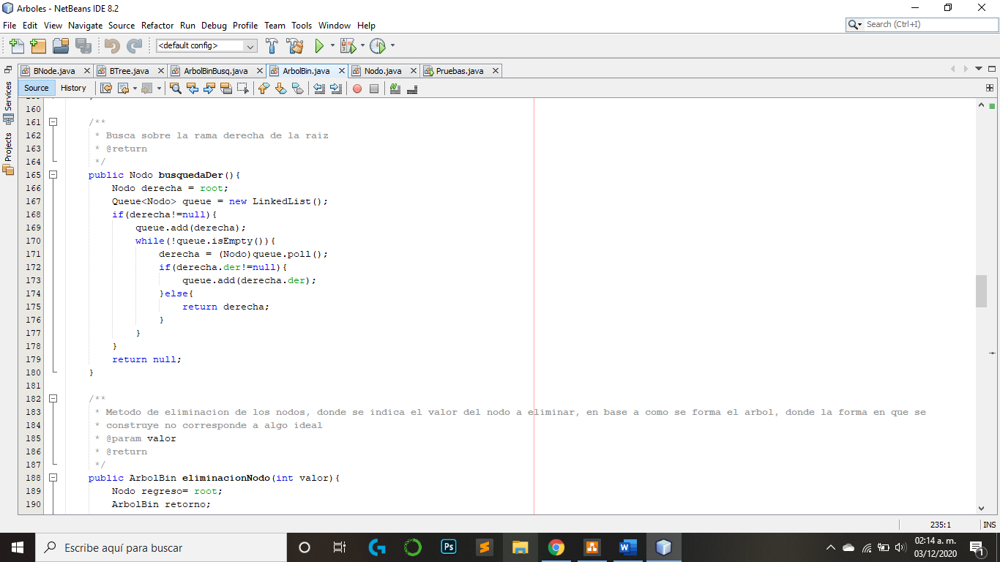 Arboles - NetBeans IDE 8.2
File Edit View Navigate Source Refactor Run Debug Profile Team Tools Window Help
Search (Ctrl+I)
<default config>
BNode.java BTree.java ArbolBinBusq.java ArbolBin.java Nodo.java Pruebas.java
Source History
Services
Projects
160
161 /**
162 * Busca sobre la rama derecha de la raiz
163 * @return
164 */
165 public Nodo busquedaDer(){
166 Nodo derecha = root;
167 Queue<Nodo> queue = new LinkedList();
168 if(derecha!=null){
169 queue.add(derecha);
170 while(!queue.isEmpty()){
171 derecha = (Nodo)queue.poll();
172 if(derecha.der!=null){
173 queue.add(derecha.der);
174 }else{
175 return derecha;
176 }
177 }
178 }
179 return null;
180 }
181
182 /**
183 * Metodo de eliminacion de los nodos, donde se indica el valor del nodo a eliminar, en base a como se forma el arbol, donde la forma en que se
184 * construye no corresponde a algo ideal
185 * @param valor
186 * @return
187 */
188 public ArbolBin eliminacionNodo(int valor){
189 Nodo regreso= root;
190 ArbolBin retorno;
235:1 INS
Escribe aquí para buscar
Ps
02:14 a. m.
03/12/2020
1